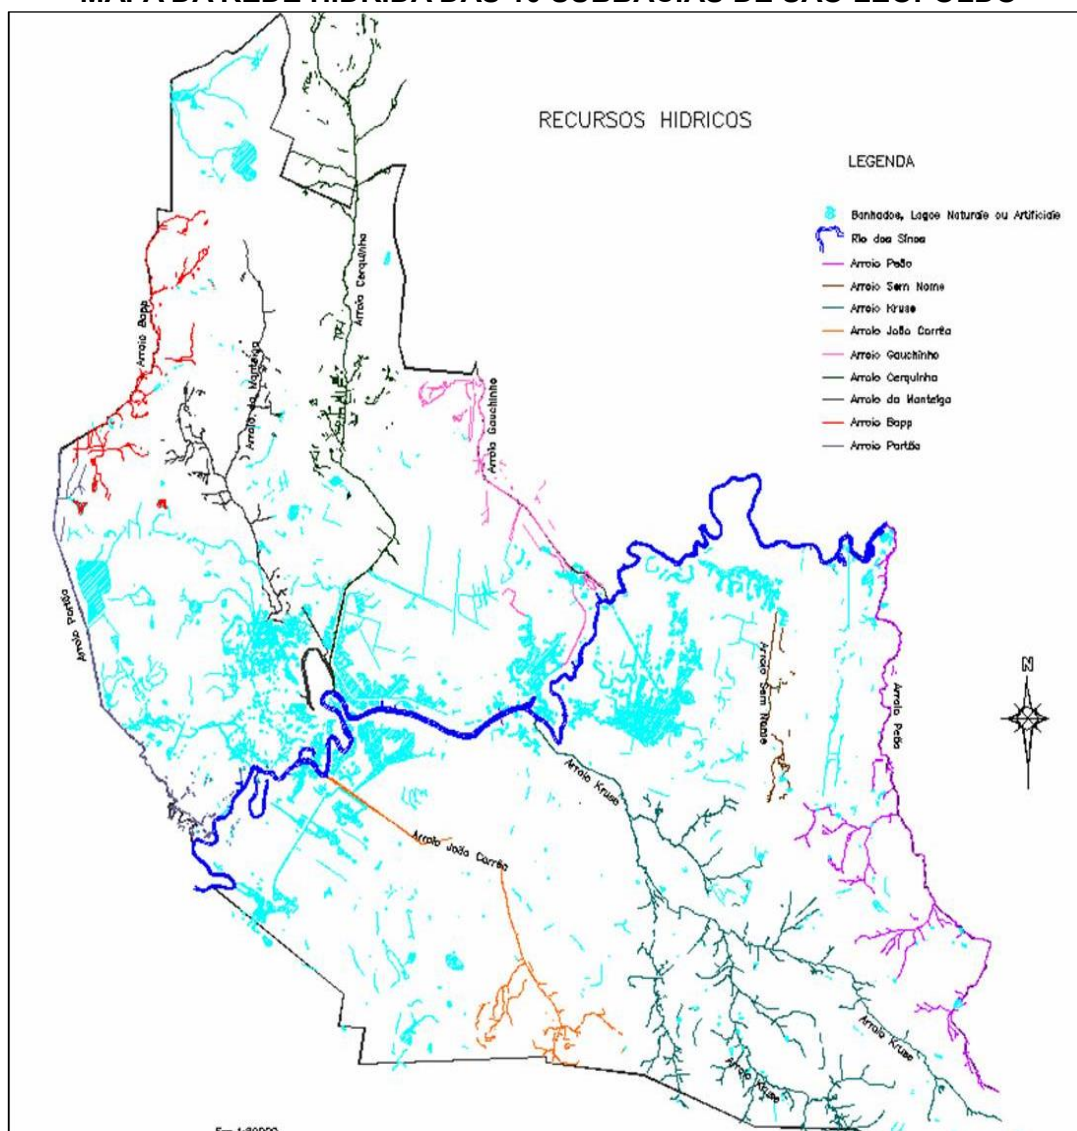 MAPA DA REDE HÍDRIDA DAS 10 SUBBACIAS DE SÃO LEOPOLDO
RECURSOS HIDRICOS
LEGENDA
Banhados, Lagos Naturais ou Artificiais
Rio dos Sinos
Arroio Peão
Arroio Sem Nome
Arroio Kruse
Arroio João Corrêa
Arroio Gauchinho
Arroio Cerquinha
Arroio da Manteiga
Arroio Bopp
Arroio Portão
Arroio Cerquinha
Arroio Bopp
Arroio da Manteiga
Arroio Gauchinho
Arroio Portão
Arroio Sem Nome
Arroio Peão
N
Arroio Kruse
Arroio João Corrêa
Arroio Kruse
Arroio Kruse